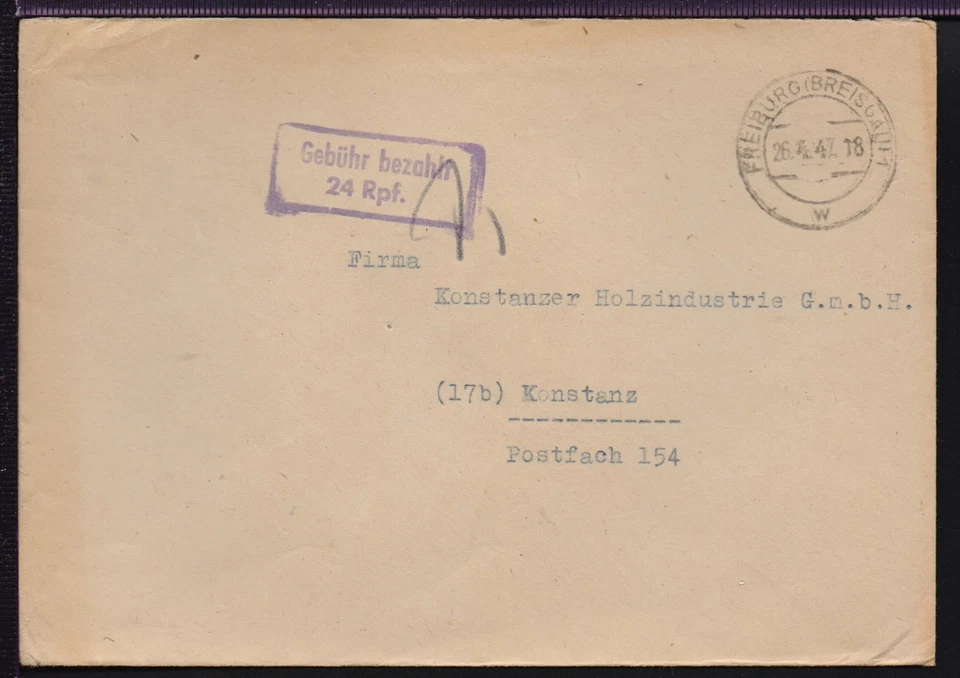 Gebühr bezahlt
24 Rpf.
FREIBURG (BREISGAU) 1
26.4.47. 18
w
Firma
Konstanzer Holzindustrie G.m.b.H.
(17b) Konstanz
Postfach 154